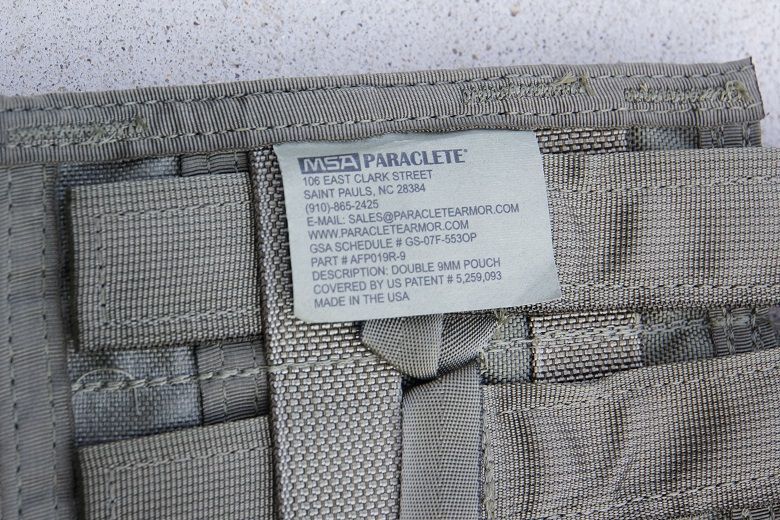 MSA PARACLETE®
106 EAST CLARK STREET
SAINT PAULS, NC 28384
(910)-865-2425
E-MAIL: SALES@PARACLETEARMOR.COM
WWW.PARACLETEARMOR.COM
GSA SCHEDULE # GS-07F-553OP
PART # AFP019R-9
DESCRIPTION: DOUBLE 9MM POUCH
COVERED BY US PATENT # 5,259,093
MADE IN THE USA